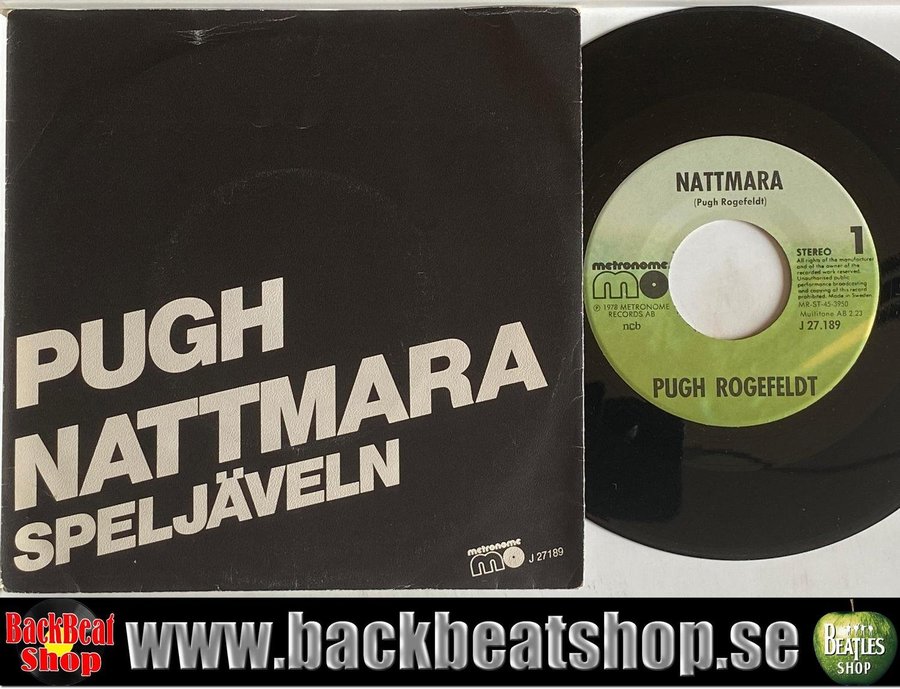 PUGH
NATTMARA
SPELJÄVELN
metronome
mo J 27189
NATTMARA
(Pugh Rogefeldt)
metronome
mo
℗ 1978 METRONOME
RECORDS AB
ncb
STEREO 1
All rights of the manufacturer
and of the owner of the
recorded work reserved.
Unauthorised public
performance broadcasting
and copying of this record
prohibited. Made in Sweden
MR-ST-45-3950
Multitone AB 2.23
J 27.189
PUGH ROGEFELDT
BackBeat
Shop
www.backbeatshop.se
BEATLES
SHOP